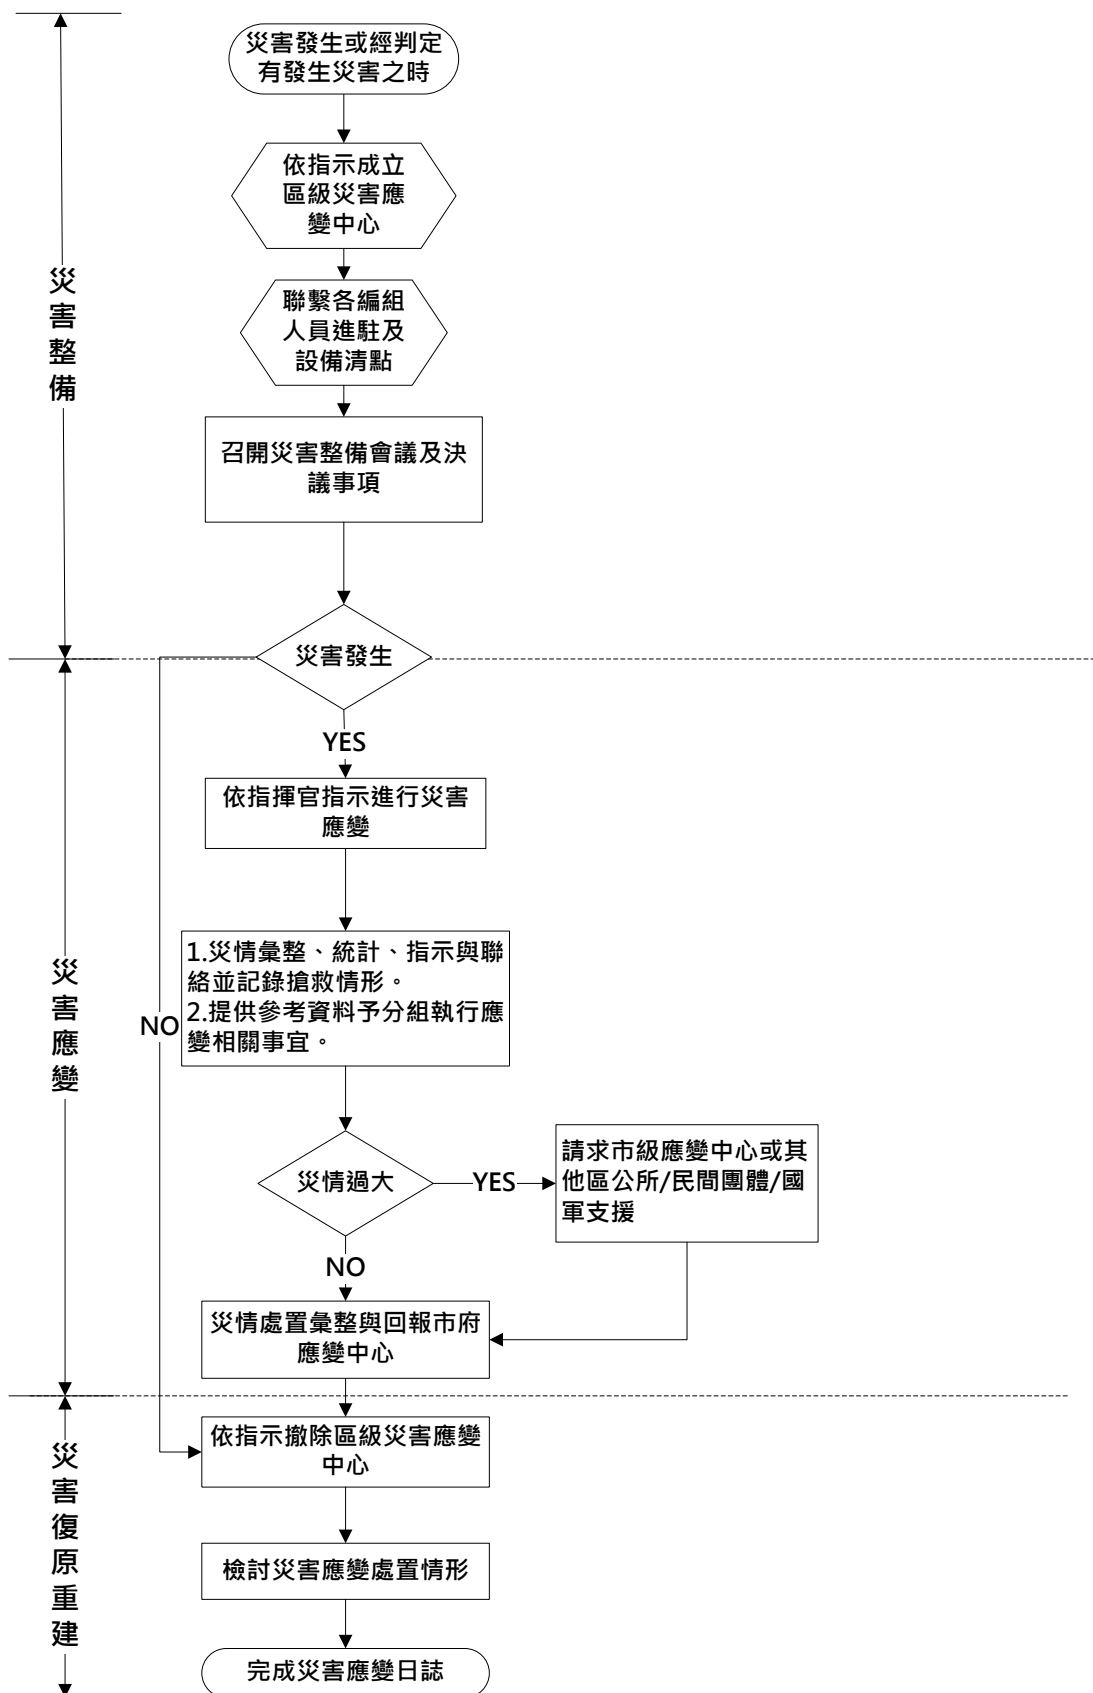 災害發生或經判定
有發生災害之時
依指示成立
區級災害應
變中心
聯繫各編組
人員進駐及
設備清點
災害整備
召開災害整備會議及決
議事項
災害發生
YES
依指揮官指示進行災害
應變
1.災情彙整、統計、指示與聯
絡並記錄搶救情形。
2.提供參考資料予分組執行應
變相關事宜。
災害應變
NO
災情過大
YES
請求市級應變中心或其
他區公所/民間團體/國
軍支援
NO
災情處置彙整與回報市府
應變中心
依指示撤除區級災害應變
中心
災害復原重建
檢討災害應變處置情形
完成災害應變日誌